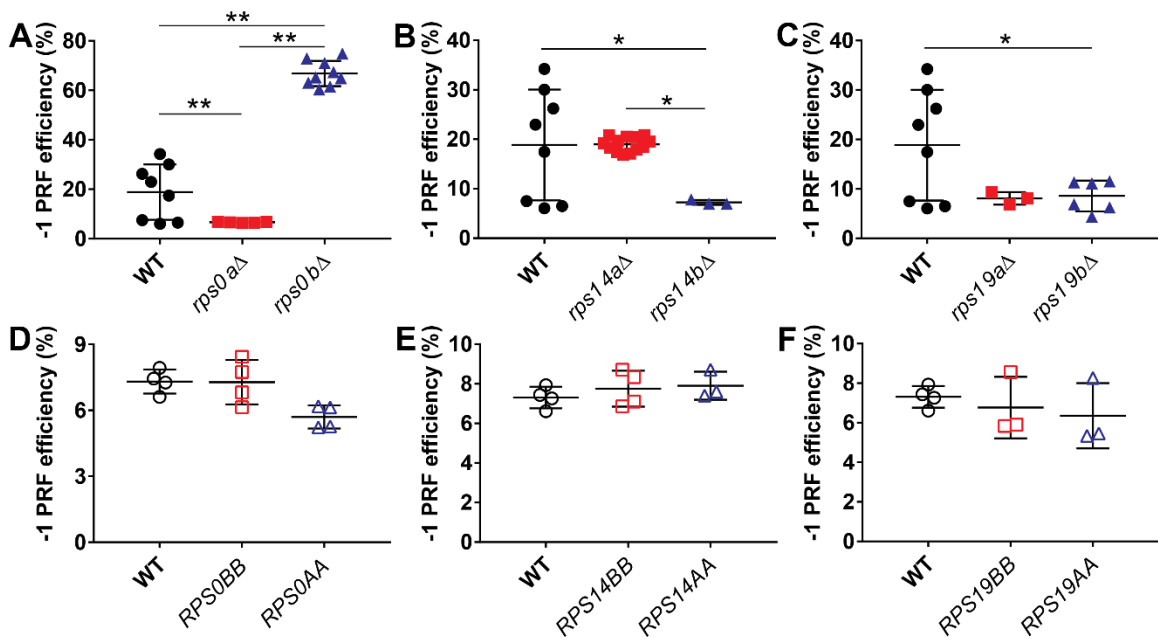 A
-1 PRF efficiency (%)
80
60
40
20
0
**
**
**
WT
rps0aΔ
rps0bΔ
B
-1 PRF efficiency (%)
40
30
20
10
0
*
*
WT
rps14aΔ
rps14bΔ
C
-1 PRF efficiency (%)
40
30
20
10
0
*
WT
rps19aΔ
rps19bΔ
D
-1 PRF efficiency (%)
9
6
3
0
WT
RPS0BB
RPS0AA
E
-1 PRF efficiency (%)
10
8
6
4
2
0
WT
RPS14BB
RPS14AA
F
-1 PRF efficiency (%)
10
8
6
4
2
0
WT
RPS19BB
RPS19AA